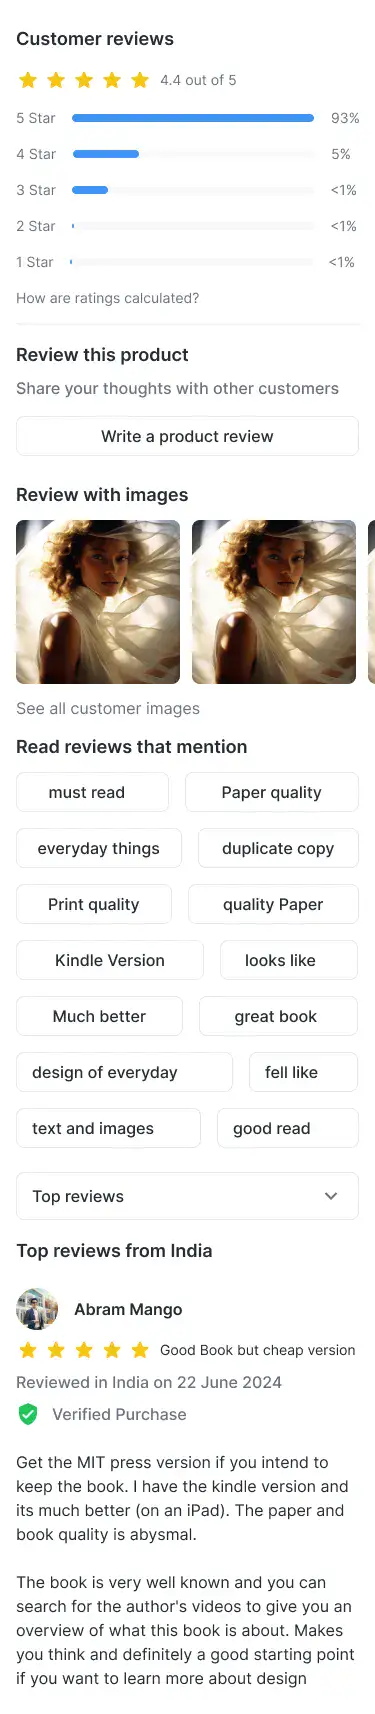 Customer reviews
4.4 out of 5
5 Star 93%
4 Star 5%
3 Star <1%
2 Star <1%
1 Star <1%
How are ratings calculated?
Review this product
Share your thoughts with other customers
Write a product review
Review with images
See all customer images
Read reviews that mention
must read Paper quality
everyday things duplicate copy
Print quality quality Paper
Kindle Version looks like
Much better great book
design of everyday fell like
text and images good read
Top reviews
Top reviews from India
Abram Mango
Good Book but cheap version
Reviewed in India on 22 June 2024
Verified Purchase
Get the MIT press version if you intend to
keep the book. I have the kindle version and
its much better (on an iPad). The paper and
book quality is abysmal.
The book is very well known and you can
search for the author's videos to give you an
overview of what this book is about. Makes
you think and definitely a good starting point
if you want to learn more about design